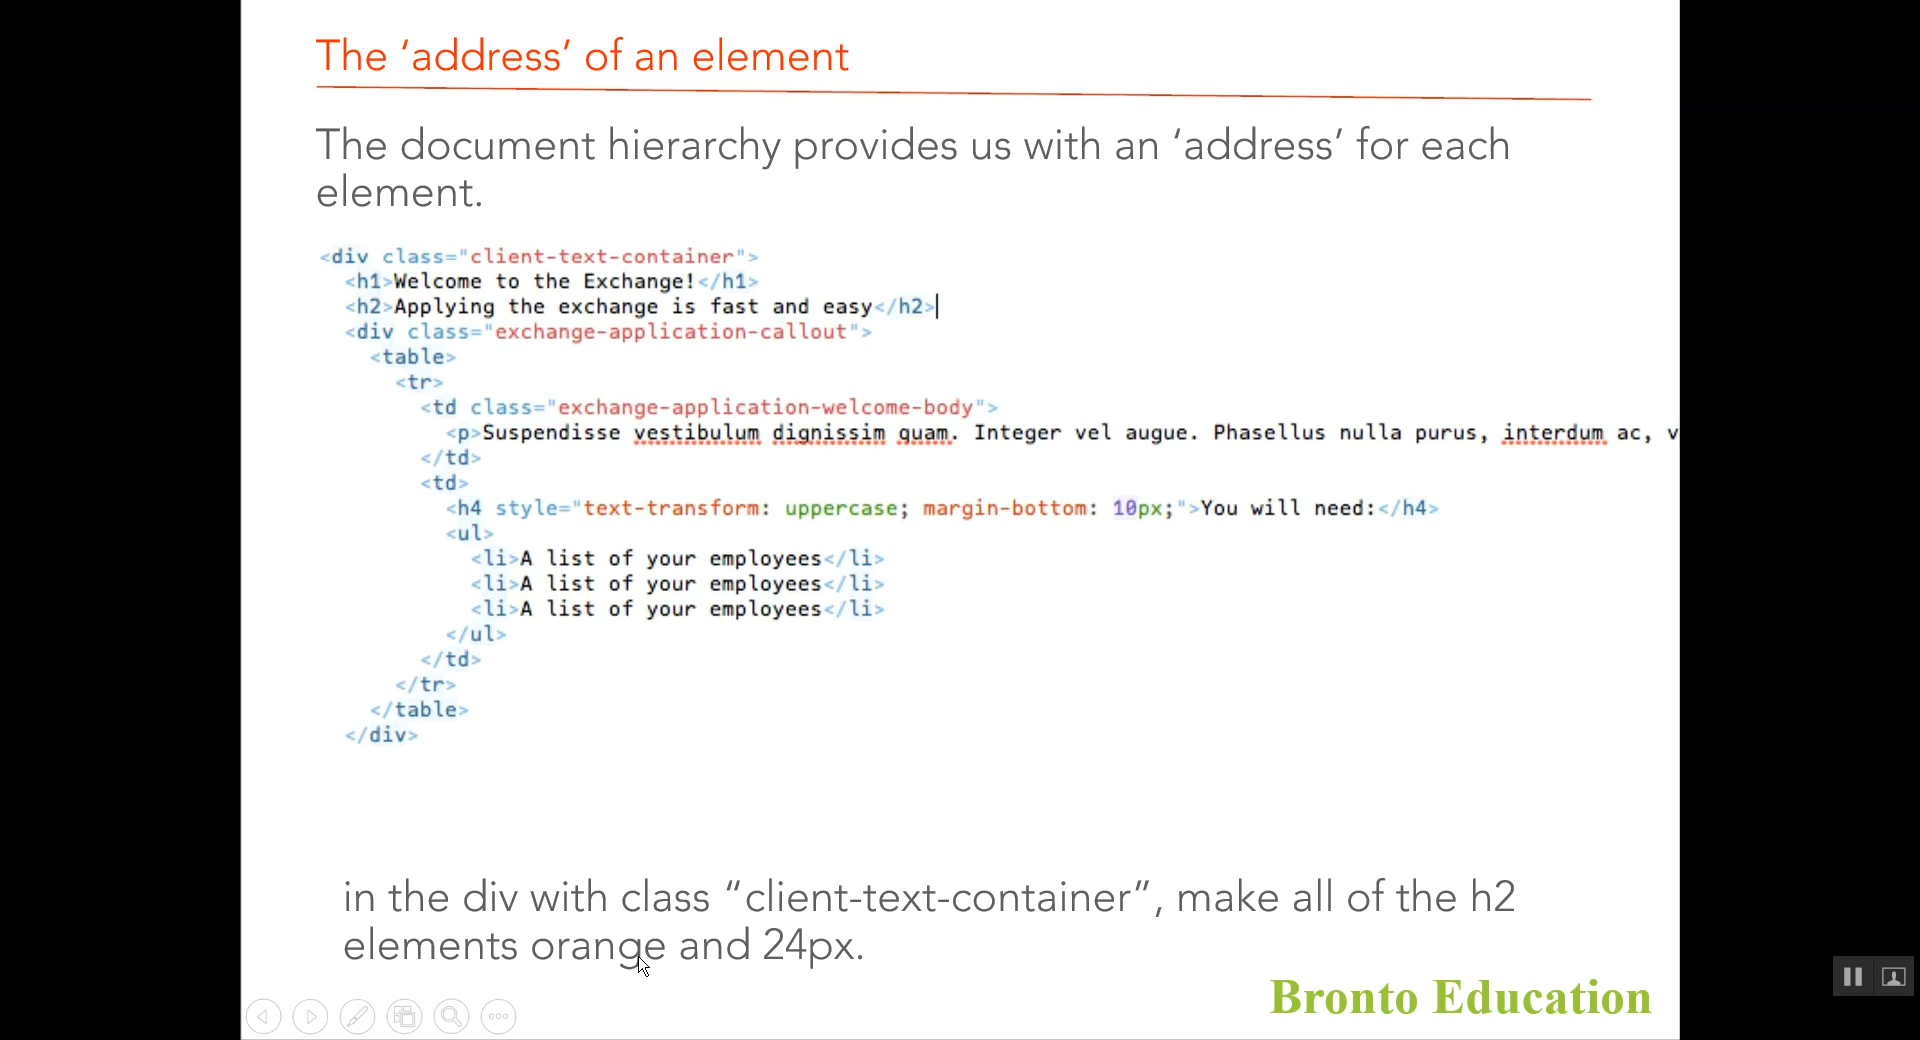 The ‘address’ of an element
The document hierarchy provides us with an ‘address’ for each
element.
<div class="client-text-container">
<h1>Welcome to the Exchange!</h1>
<h2>Applying the exchange is fast and easy</h2>
<div class="exchange-application-callout">
<table>
<tr>
<td class="exchange-application-welcome-body">
<p>Suspendisse vestibulum dignissim quam. Integer vel augue. Phasellus nulla purus, interdum ac, v
</td>
<td>
<h4 style="text-transform: uppercase; margin-bottom: 10px;">You will need:</h4>
<ul>
<li>A list of your employees</li>
<li>A list of your employees</li>
<li>A list of your employees</li>
</ul>
</td>
</tr>
</table>
</div>
in the div with class “client-text-container”, make all of the h2
elements orange and 24px.
Bronto Education